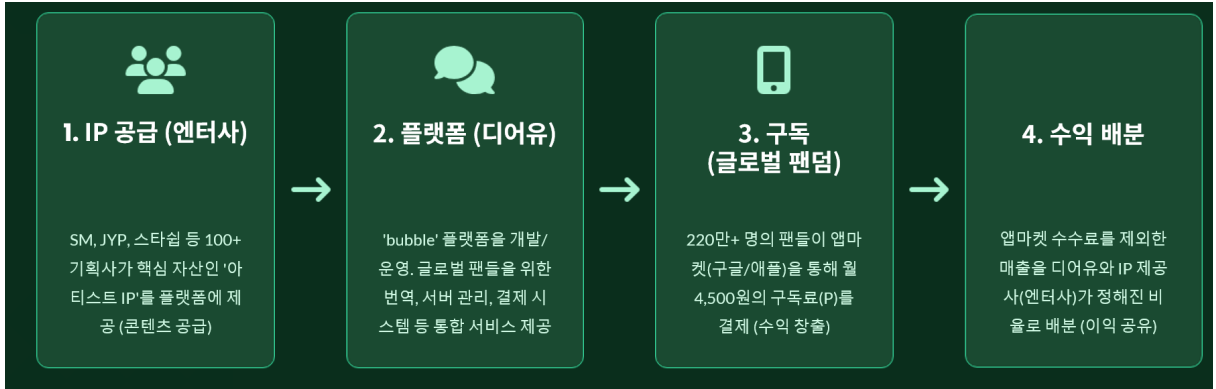 1. IP 공급 (엔터사)
SM, JYP, 스타쉽 등 100+
기획사가 핵심 자산인 '아
티스트 IP'를 플랫폼에 제
공 (콘텐츠 공급)
2. 플랫폼 (디어유)
'bubble' 플랫폼을 개발/
운영. 글로벌 팬들을 위한
번역, 서버 관리, 결제 시
스템 등 통합 서비스 제공
3. 구독
(글로벌 팬덤)
220만+ 명의 팬들이 앱마
켓(구글/애플)을 통해 월
4,500원의 구독료(P)를
결제 (수익 창출)
4. 수익 배분
앱마켓 수수료를 제외한
매출을 디어유와 IP 제공
사(엔터사)가 정해진 비
율로 배분 (이익 공유)